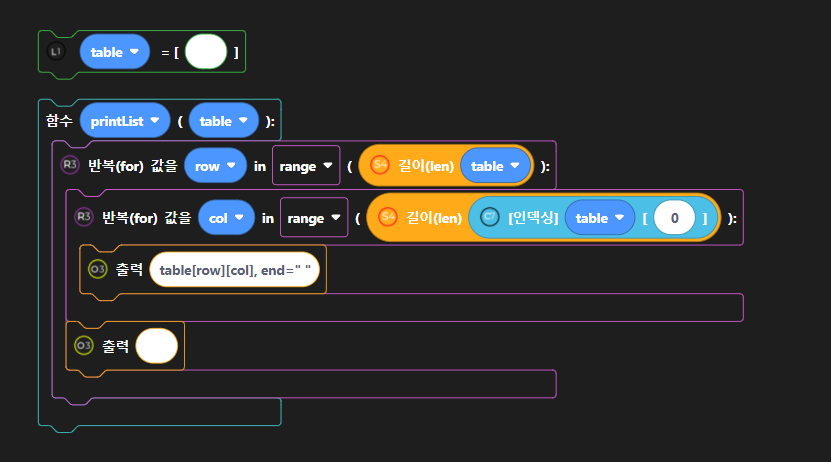 L1 table = [ ]
함수 printList ( table ):
R3 반복(for) 값을 row in range ( S4 길이(len) table ):
R3 반복(for) 값을 col in range ( S4 길이(len) C7 [인덱싱] table [ 0 ] ):
O3 출력 table[row][col], end=" "
O3 출력